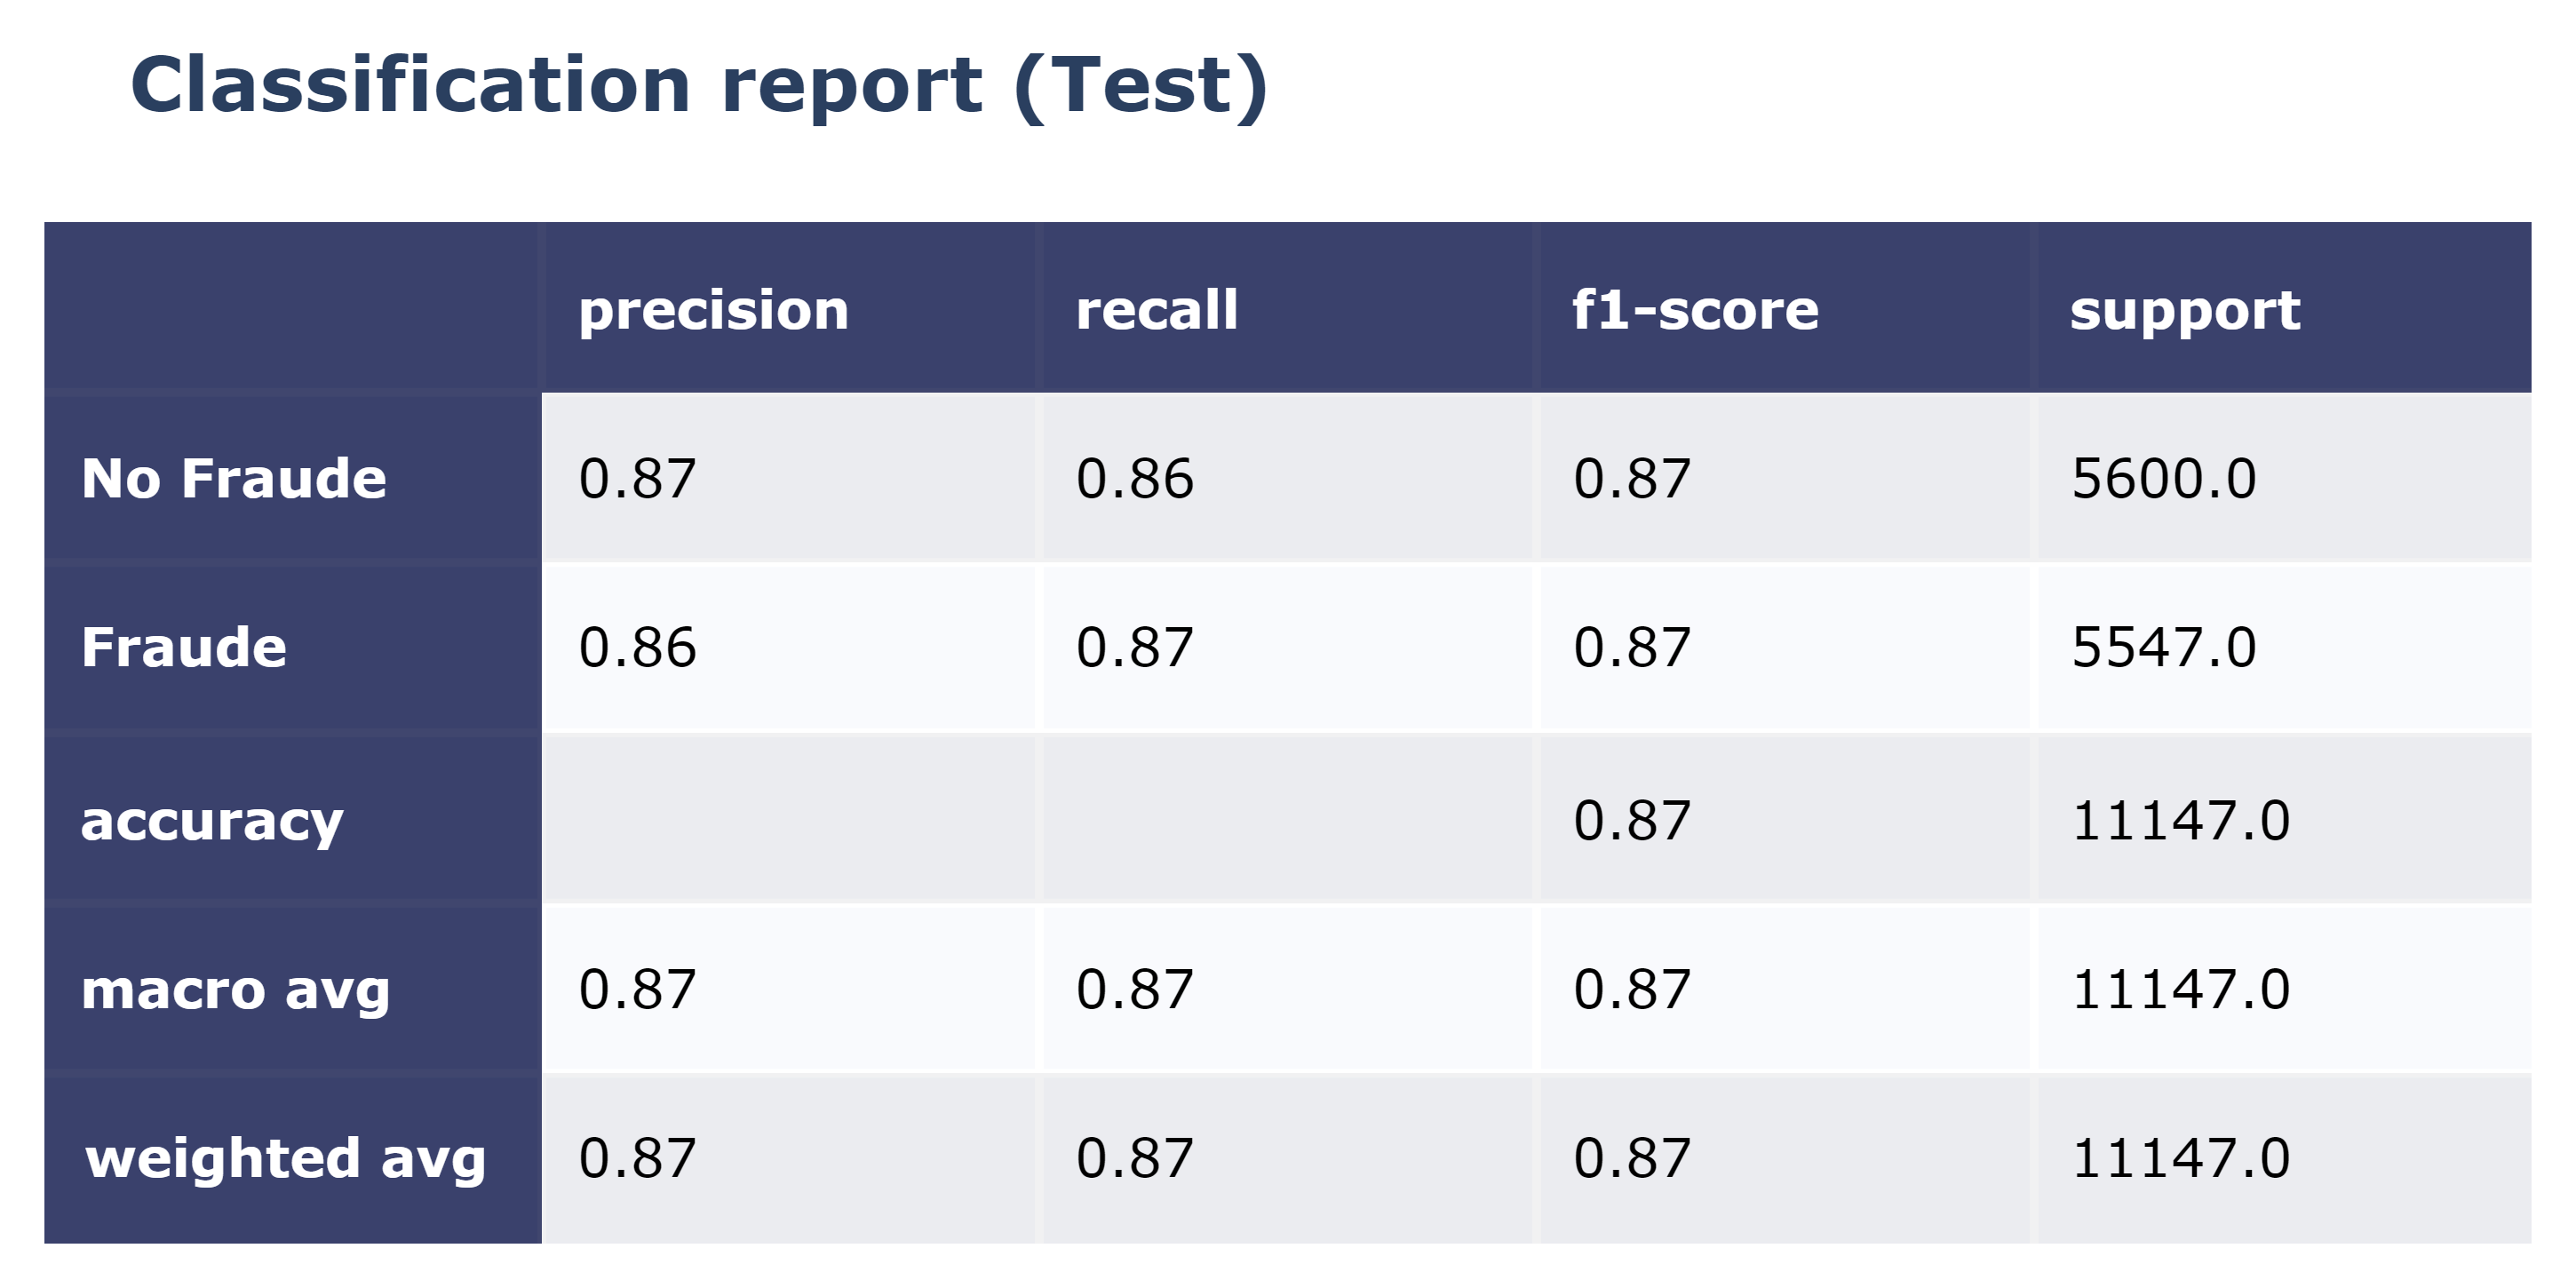 Classification report (Test)
precision recall f1-score support
No Fraude 0.87 0.86 0.87 5600.0
Fraude 0.86 0.87 0.87 5547.0
accuracy 0.87 11147.0
macro avg 0.87 0.87 0.87 11147.0
weighted avg 0.87 0.87 0.87 11147.0